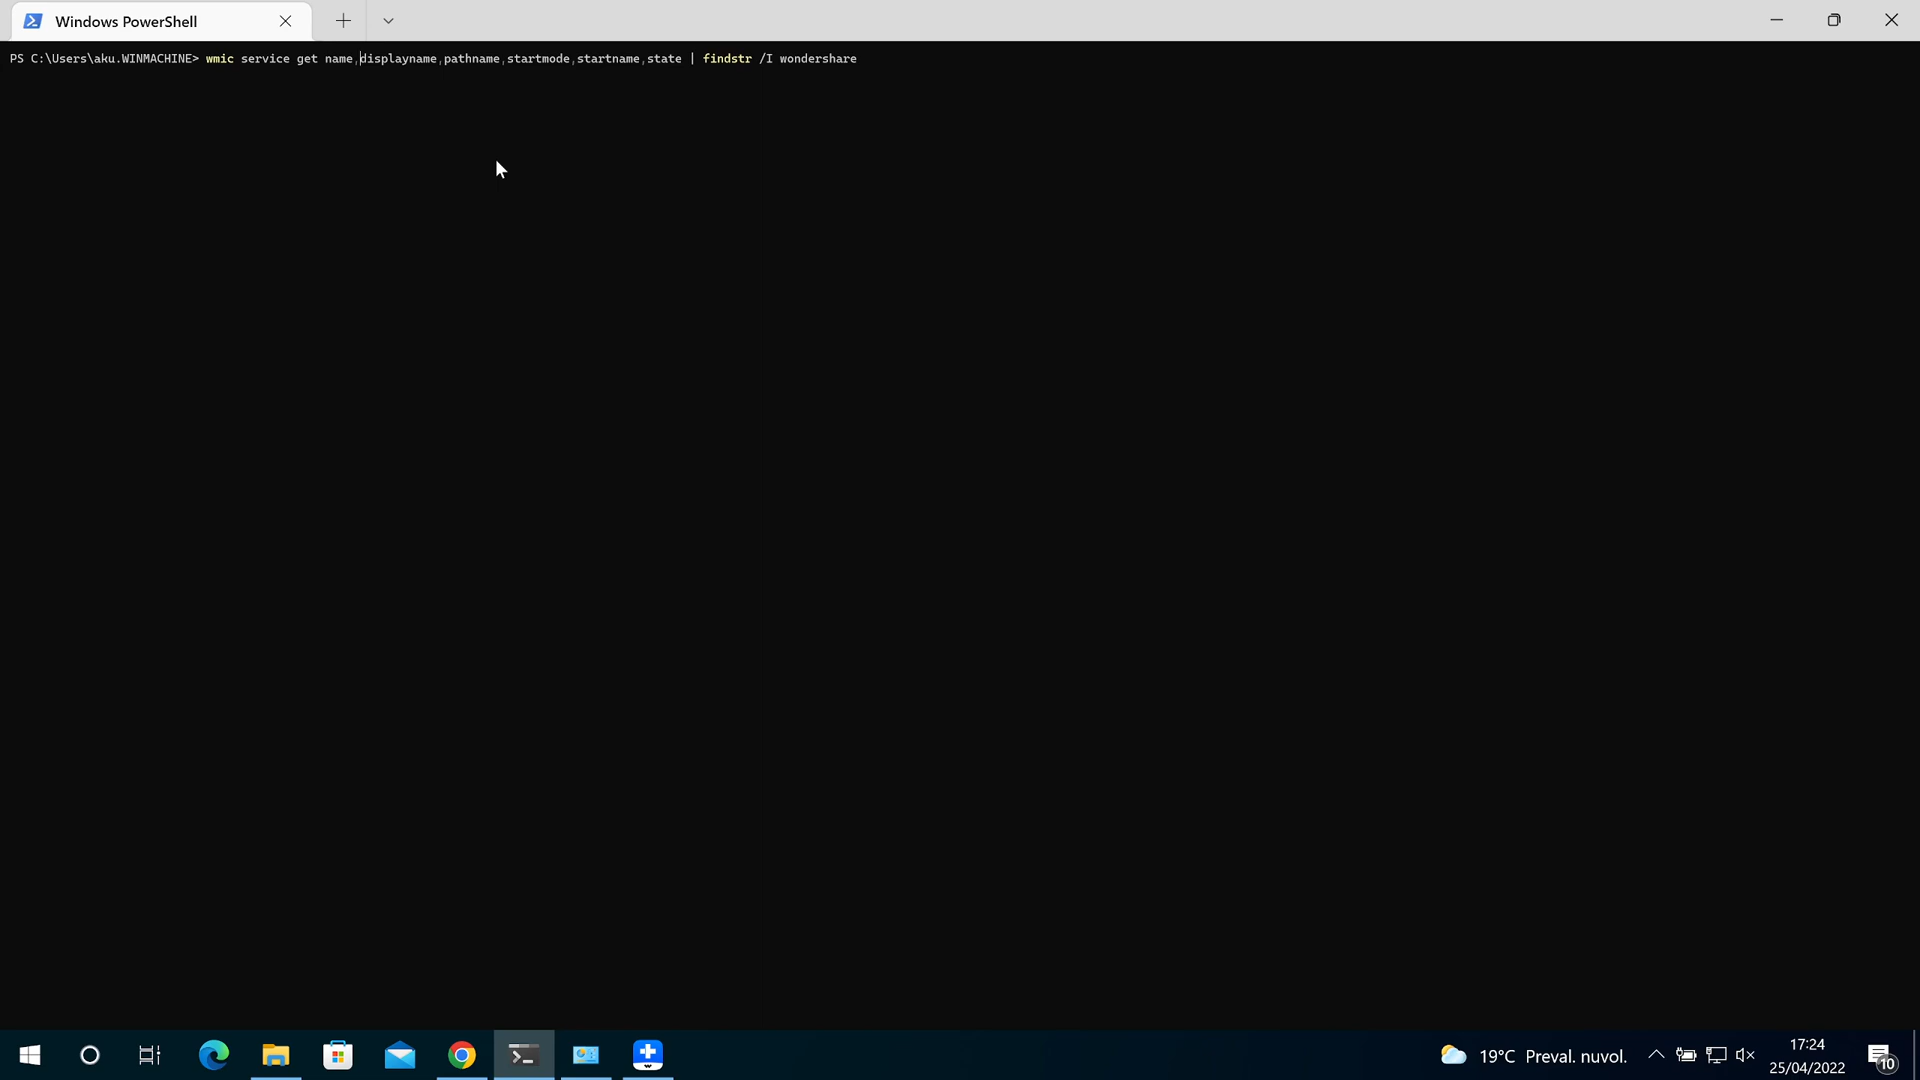 Windows PowerShell
PS C:\Users\aku.WINMACHINE> wmic service get name,displayname,pathname,startmode,startname,state | findstr /I wondershare
19°C Preval. nuvol.
17:24
25/04/2022
10